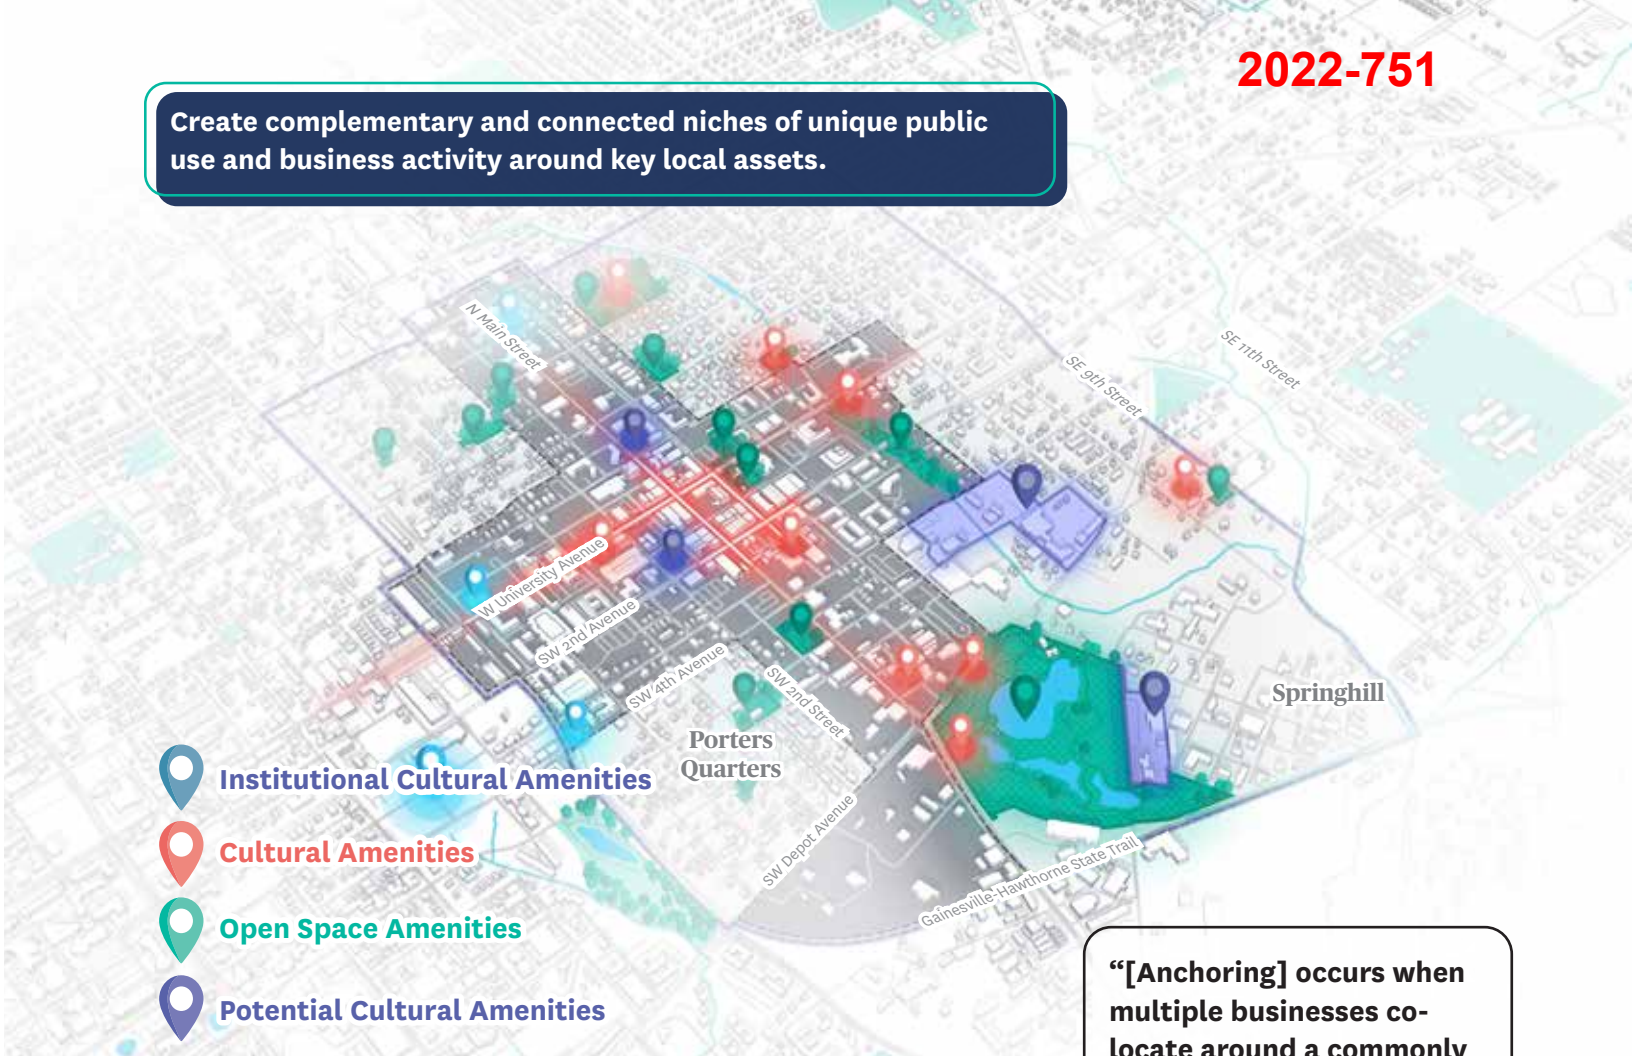 2022-751
Create complementary and connected niches of unique public
use and business activity around key local assets.
N Main Street
SE 11th Street
SE 9th Street
W University Avenue
SW 2nd Avenue
SW 4th Avenue
SW 2nd Street
Springhill
Porters
Quarters
SW Depot Avenue
Gainesville-Hawthorne State Trail
Institutional Cultural Amenities
Cultural Amenities
Open Space Amenities
Potential Cultural Amenities
“[Anchoring] occurs when
multiple businesses co-
locate around a commonly